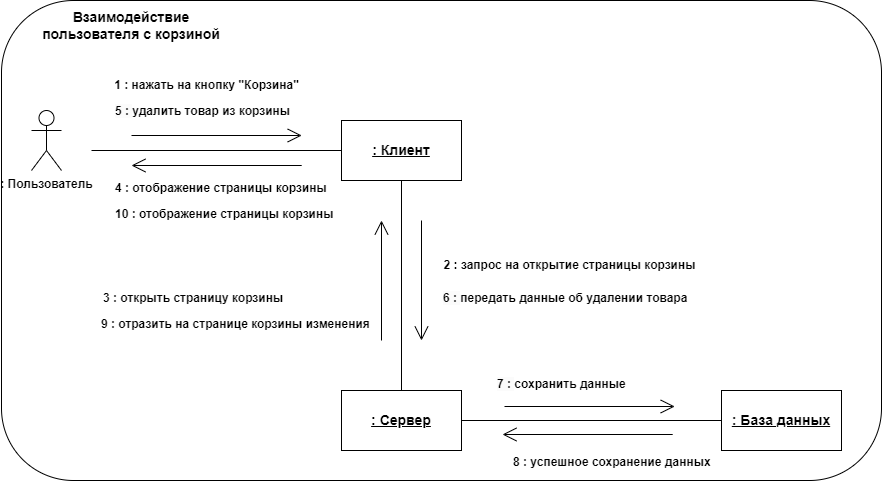 Взаимодействие
пользователя с корзиной
1 : нажать на кнопку "Корзина"
5 : удалить товар из корзины
: Клиент
: Пользователь
4 : отображение страницы корзины
10 : отображение страницы корзины
2 : запрос на открытие страницы корзины
3 : открыть страницу корзины
6 : передать данные об удалении товара
9 : отразить на странице корзины изменения
7 : сохранить данные
: Сервер
: База данных
8 : успешное сохранение данных